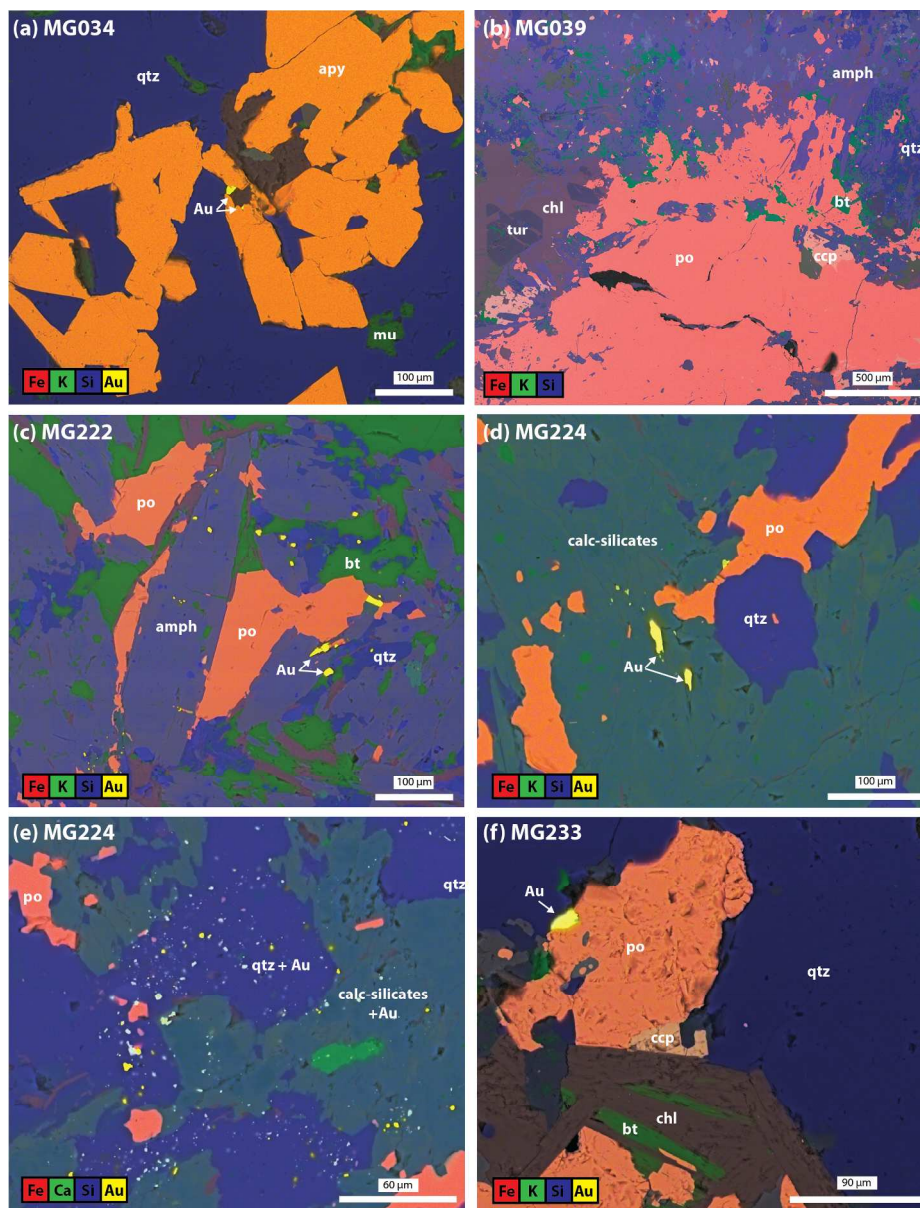 (a) MG034
qtz
apy
Au
mu
Fe K Si Au
100 µm
(b) MG039
amph
qtz
chl
bt
tur
po
ccp
Fe K Si
500 µm
(c) MG222
po
bt
amph
po
qtz
Au
Fe K Si Au
100 µm
(d) MG224
po
calc-silicates
qtz
Au
Fe K Si Au
100 µm
(e) MG224
po
qtz
qtz + Au
calc-silicates
+Au
Fe Ca Si Au
60 µm
(f) MG233
Au
po
qtz
ccp
chl
bt
Fe K Si Au
90 µm